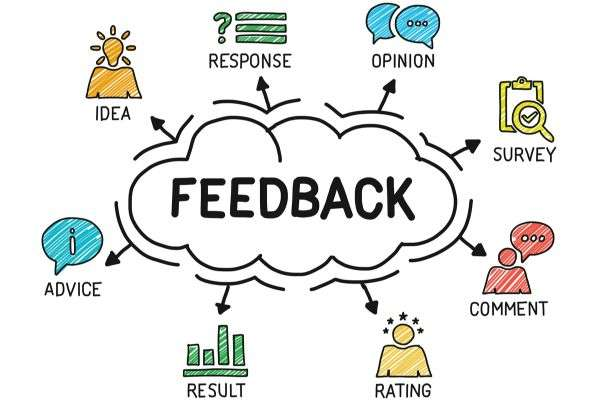 RESPONSE
OPINION
IDEA
SURVEY
FEEDBACK
ADVICE
COMMENT
RESULT
RATING